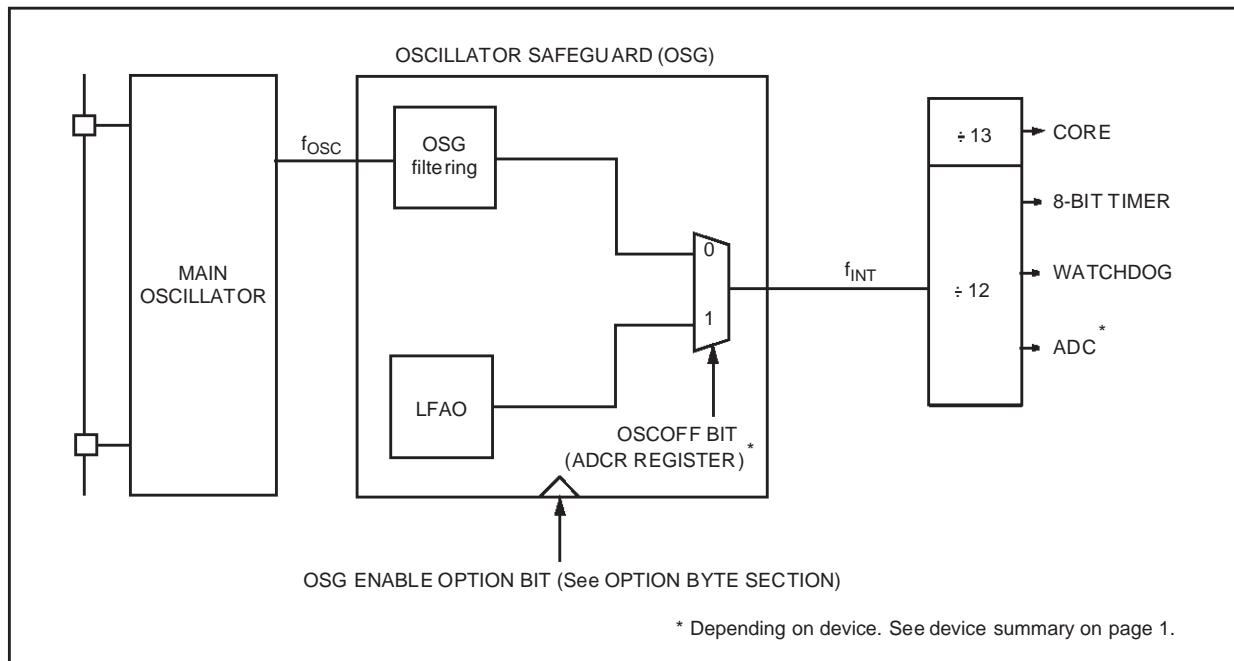 OSCILLATOR SAFEGUARD (OSG)
MAIN
OSCILLATOR
fOSC
OSG
filtering
LFAO
0
1
OSCOFF BIT
(ADCR REGISTER)*
fINT
÷ 13
÷ 12
CORE
8-BIT TIMER
WATCHDOG
ADC*
OSG ENABLE OPTION BIT (See OPTION BYTE SECTION)
* Depending on device. See device summary on page 1.